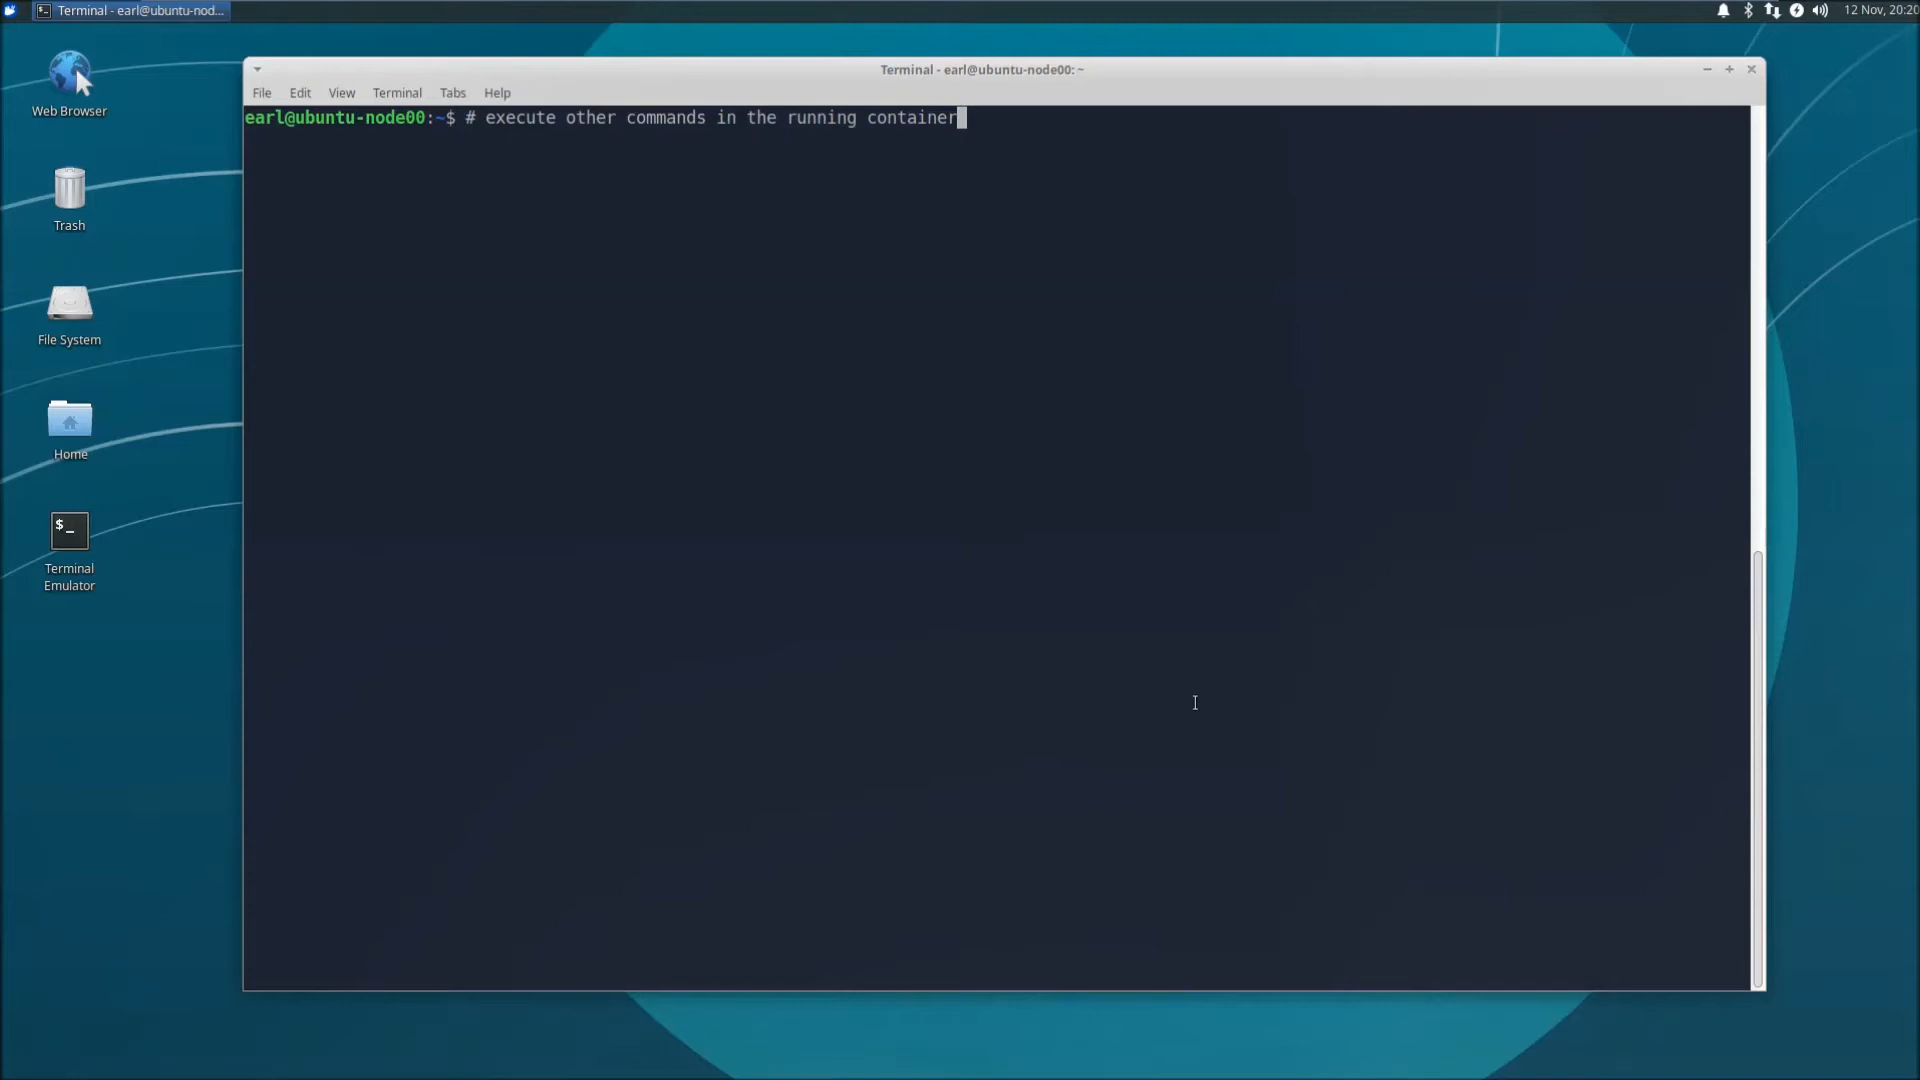 Terminal - earl@ubuntu-nod...
12 Nov, 20:20
Web Browser
Trash
File System
Home
$_
Terminal
Emulator
Terminal - earl@ubuntu-node00: ~
File Edit View Terminal Tabs Help
earl@ubuntu-node00:~$ # execute other commands in the running container